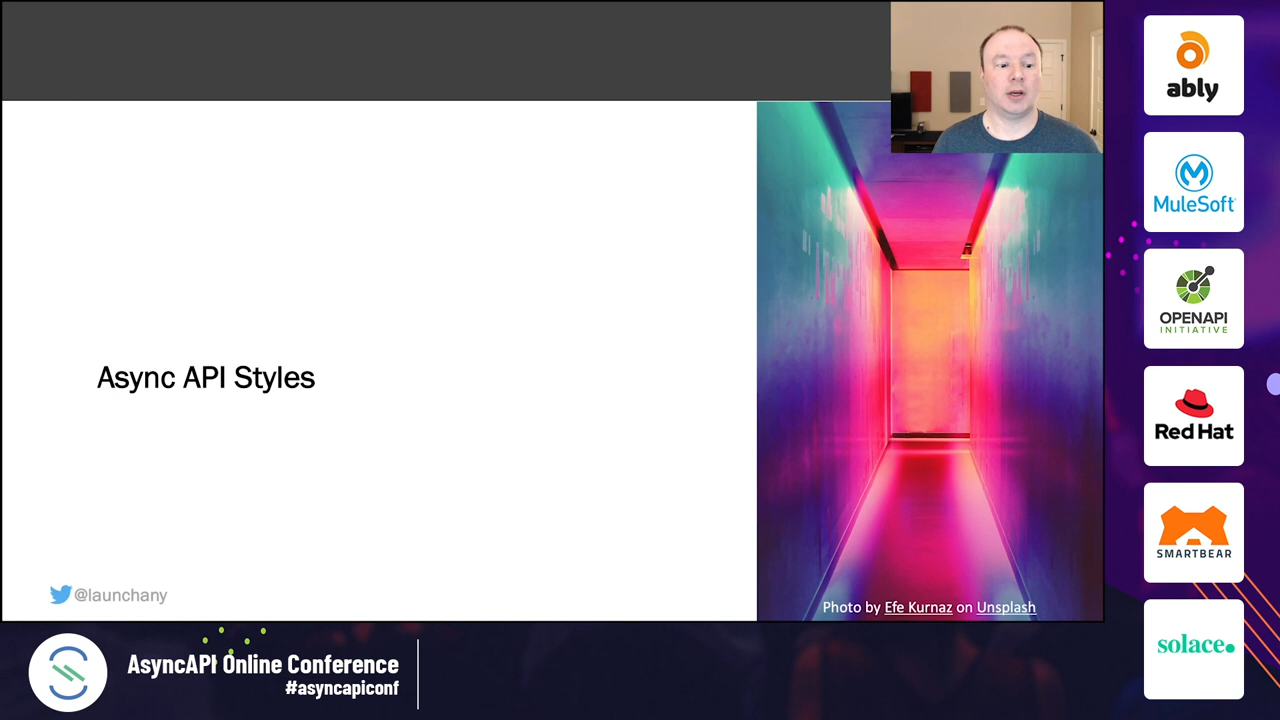 Async API Styles
@launchany
Photo by Efe Kurnaz on Unsplash
AsyncAPI Online Conference
#asyncapiconf
ably
MuleSoft
OPENAPI
INITIATIVE
Red Hat
SMARTBEAR
solace.